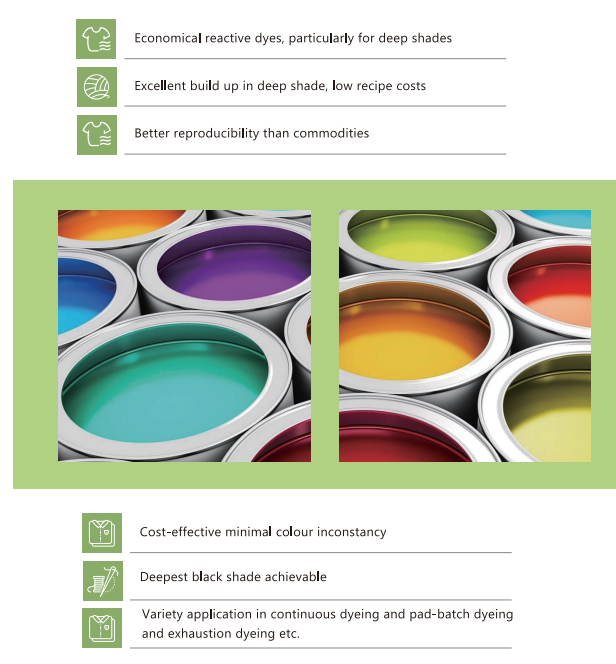 Economical reactive dyes, particularly for deep shades
Excellent build up in deep shade, low recipe costs
Better reproducibility than commodities
Cost-effective minimal colour inconstancy
Deepest black shade achievable
Variety application in continuous dyeing and pad-batch dyeing
and exhaustion dyeing etc.